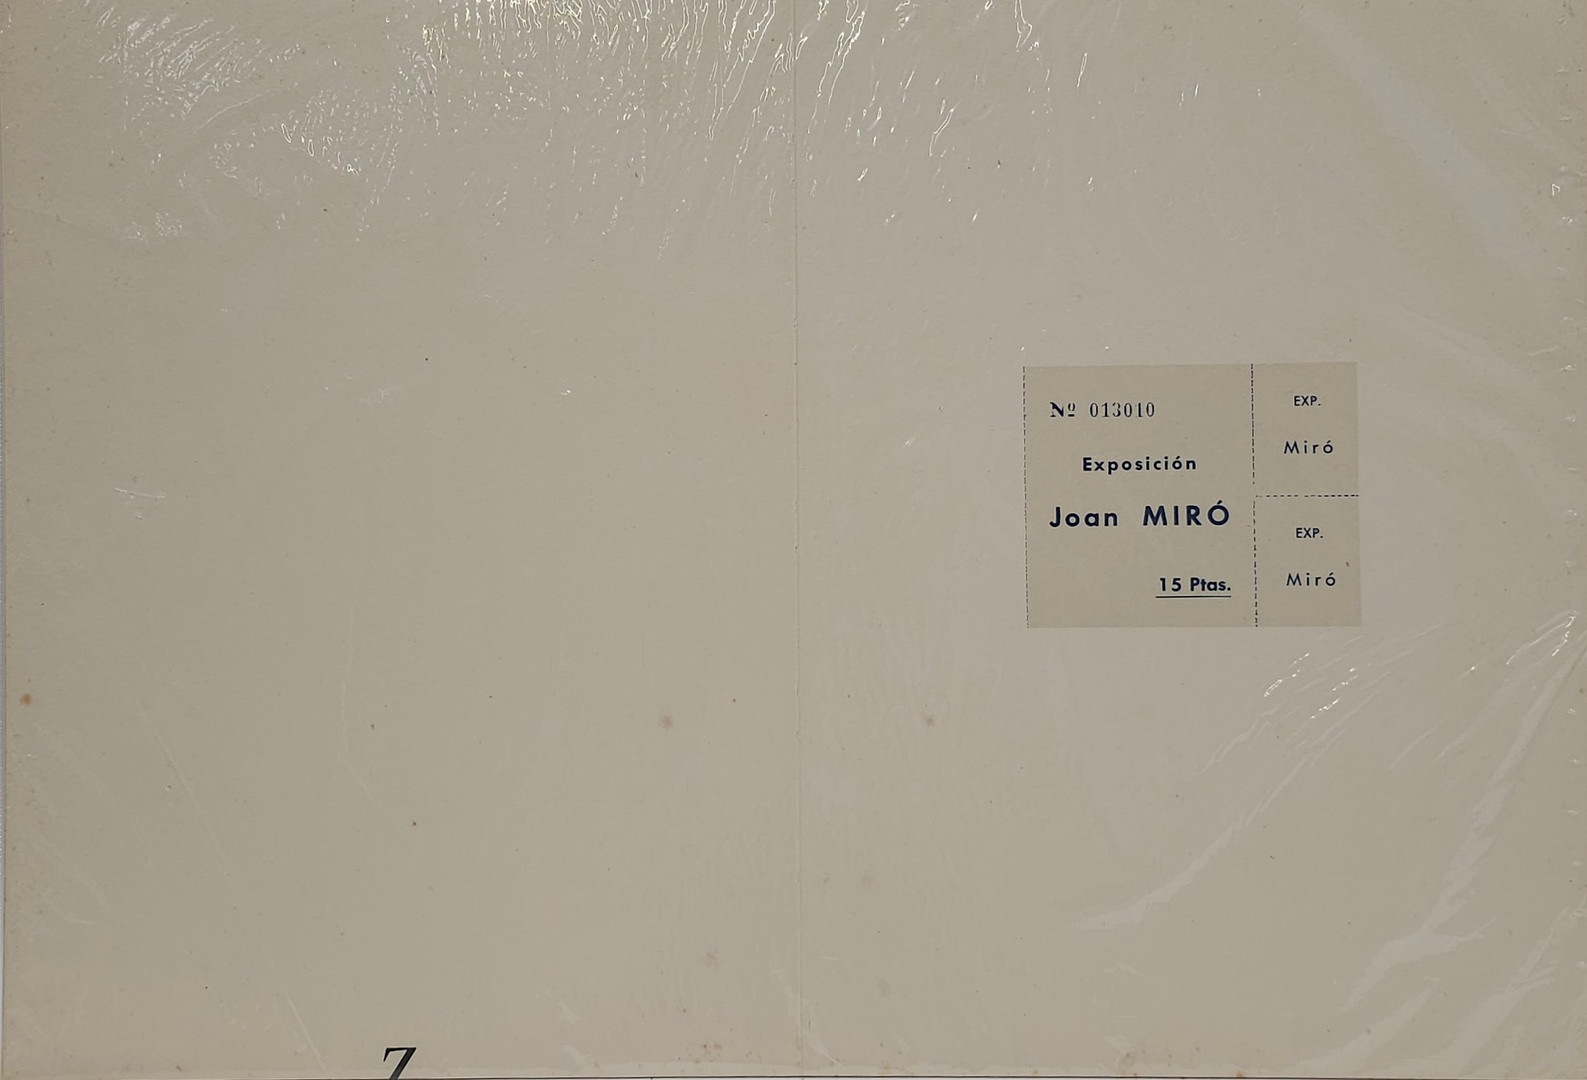 Nº 013010
Exposición
Joan MIRÓ
15 Ptas.
EXP.
Miró
EXP.
Miró
7